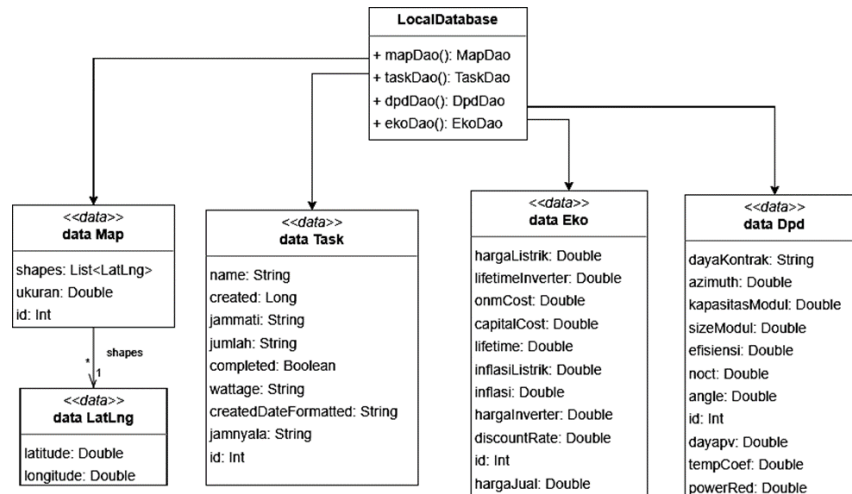 LocalDatabase
+ mapDao(): MapDao
+ taskDao(): TaskDao
+ dpdDao(): DpdDao
+ ekoDao(): EkoDao
<<data>>
data Map
shapes: List<LatLng>
ukuran: Double
id: Int
shapes
*
1
<<data>>
data LatLng
latitude: Double
longitude: Double
<<data>>
data Task
name: String
created: Long
jammati: String
jumlah: String
completed: Boolean
wattage: String
createdDateFormatted: String
jamnyala: String
id: Int
<<data>>
data Eko
hargaListrik: Double
lifetimeInverter: Double
onmCost: Double
capitalCost: Double
lifetime: Double
inflasiListrik: Double
inflasi: Double
hargaInverter: Double
discountRate: Double
id: Int
hargaJual: Double
<<data>>
data Dpd
dayaKontrak: String
azimuth: Double
kapasitasModul: Double
sizeModul: Double
efisiensi: Double
noct: Double
angle: Double
id: Int
dayapv: Double
tempCoef: Double
powerRed: Double